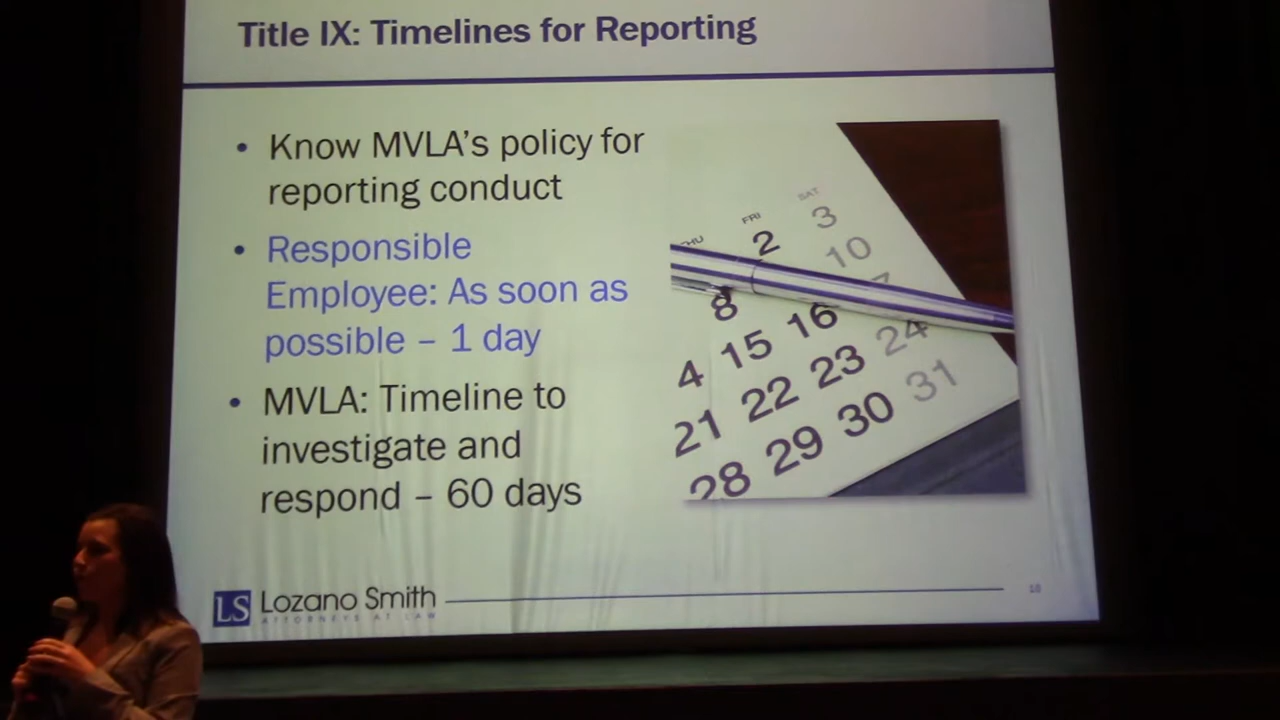 Title IX: Timelines for Reporting
• Know MVLA's policy for
reporting conduct
• Responsible
Employee: As soon as
possible – 1 day
• MVLA: Timeline to
investigate and
respond – 60 days
THU FRI SAT
2 3
8 10
4 15 16 24
21 22 23 31
28 29 30
LS Lozano Smith
ATTORNEYS AT LAW
18